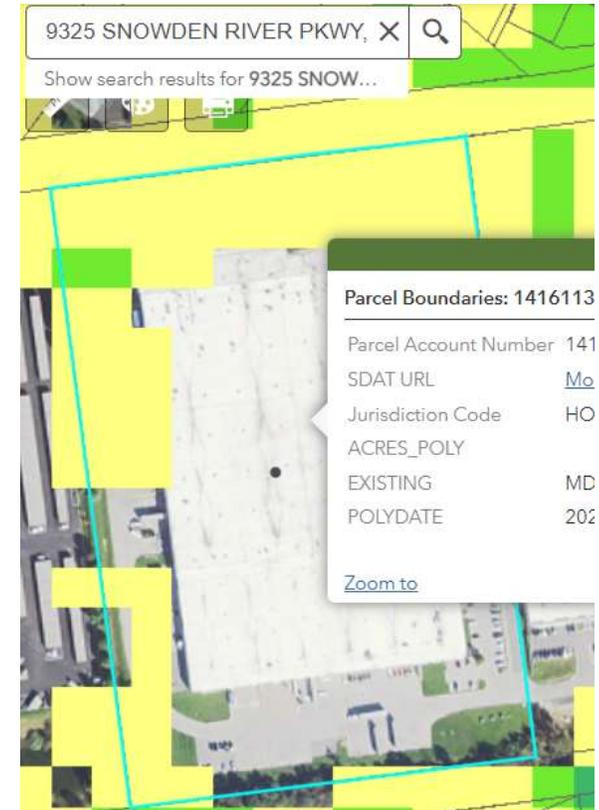 9325 SNOWDEN RIVER PKWY,
Show search results for 9325 SNOW...
Parcel Boundaries: 1416113
Parcel Account Number 141
SDAT URL Mo
Jurisdiction Code HO
ACRES_POLY
EXISTING MD
POLYDATE 202
Zoom to